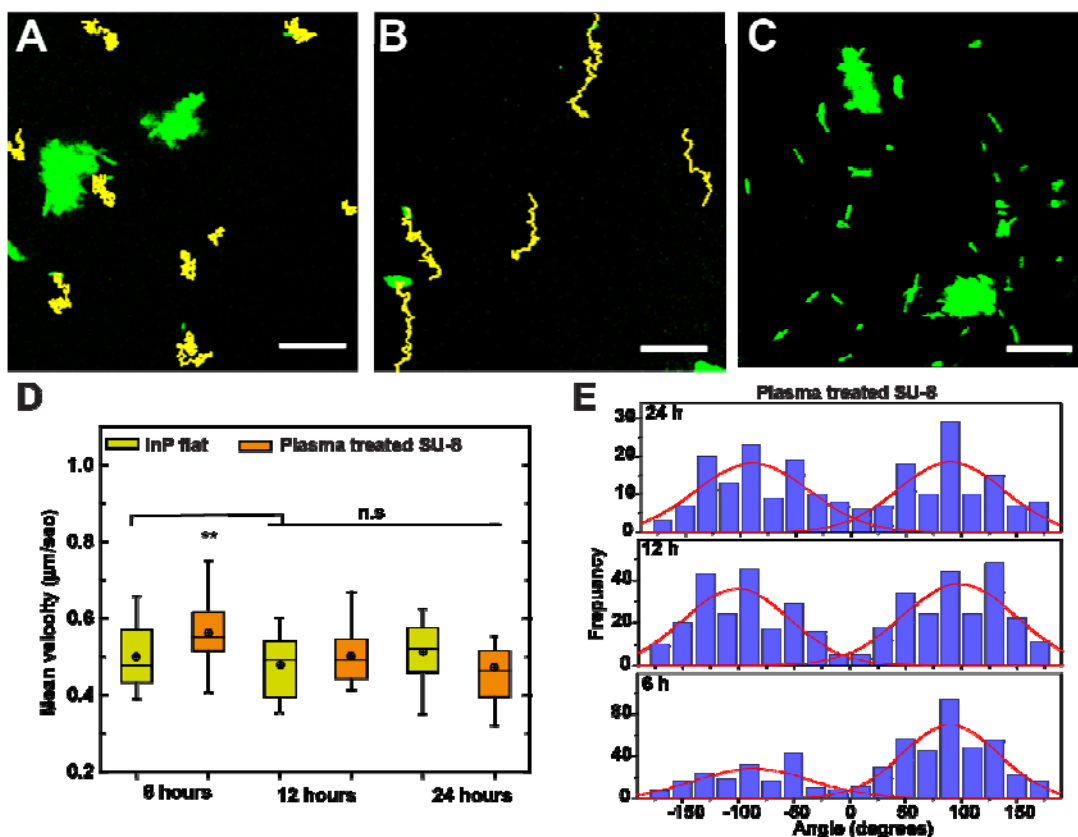 A B C
D
InP flat Plasma treated SU-8
n.s
**
Mean velocity (µm/sec)
1.0
0.8
0.6
0.4
0.2
6 hours 12 hours 24 hours
E
Plasma treated SU-8
24 h
30
20
10
0
12 h
40
20
0
6 h
80
40
0
Frepuancy
-150 -100 -50 0 50 100 150
Angle (degrees)